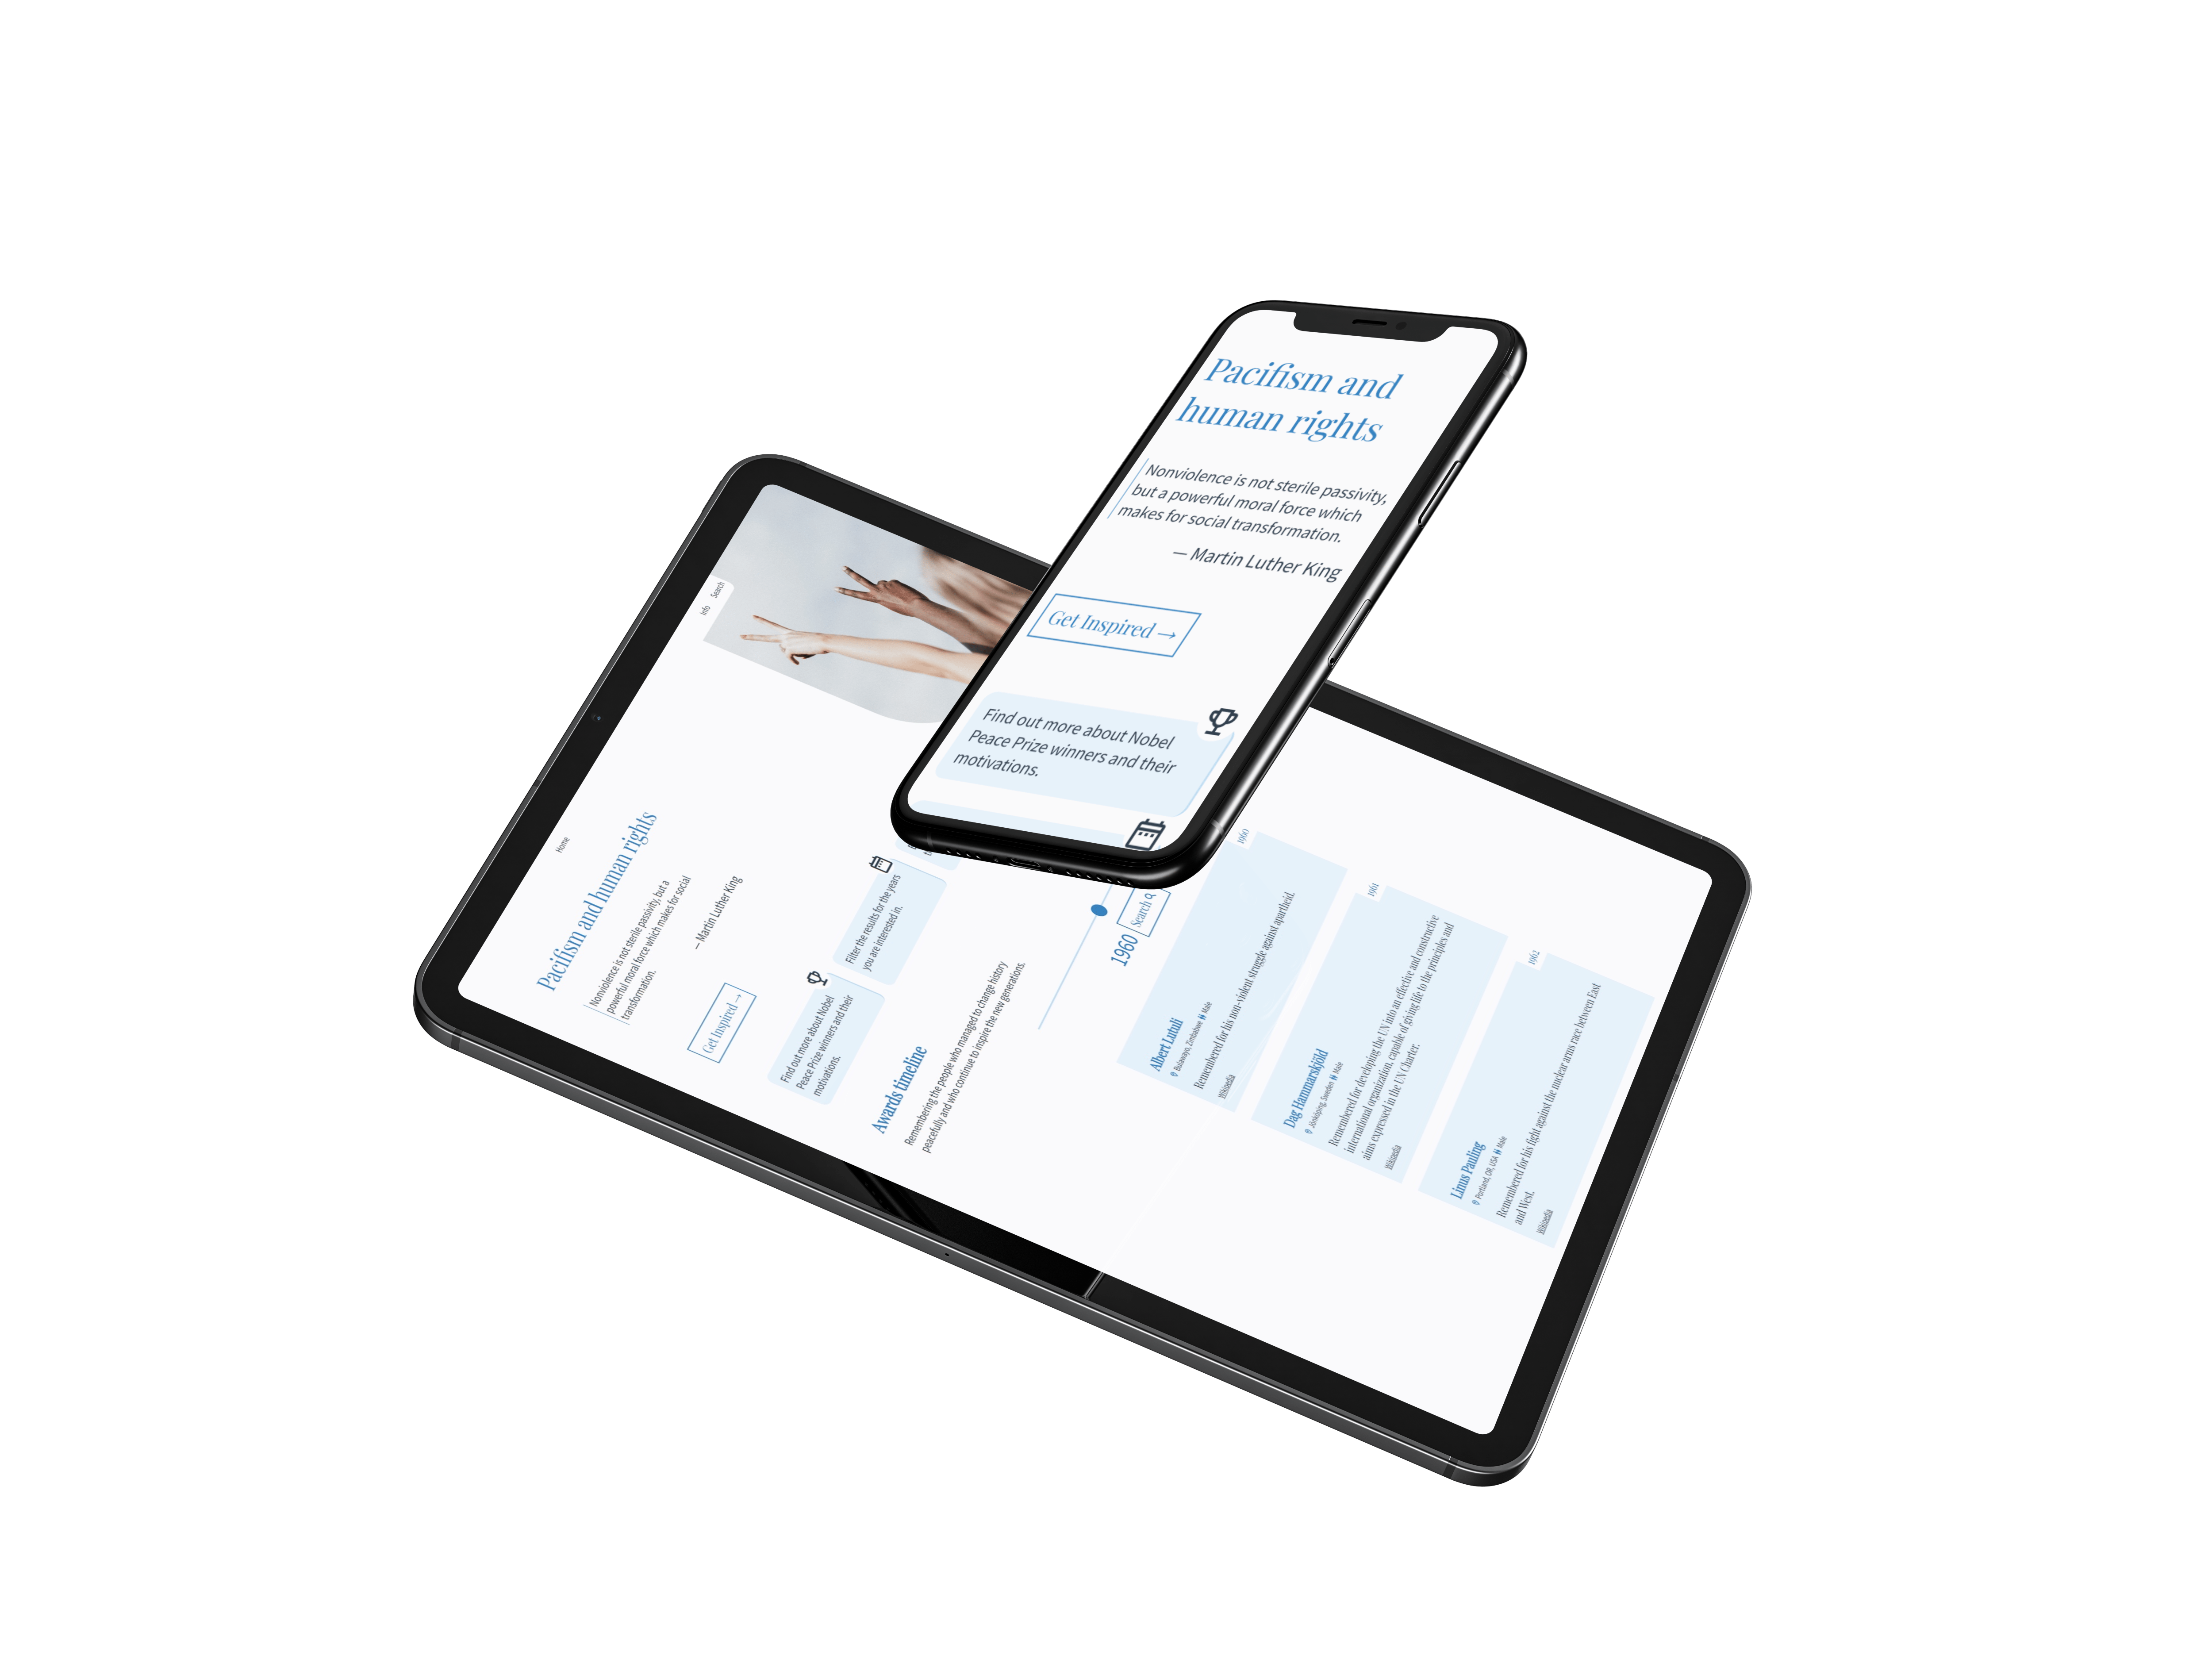 Pacifism and
human rights
Nonviolence is not sterile passivity,
but a powerful moral force which
makes for social transformation.
— Martin Luther King
Get Inspired →
Find out more about Nobel
Peace Prize winners and their
motivations.
Home
Info
Search
Pacifism and human rights
Nonviolence is not sterile passivity, but a
powerful moral force which makes for social
transformation.
— Martin Luther King
Get Inspired →
Find out more about Nobel
Peace Prize winners and their
motivations.
Filter the results for the years
you are interested in.
Awards timeline
Remembering the people who managed to change history
peacefully and who continue to inspire the new generations.
1960
Search
1960
Albert Lutuli
Bulawayo, Zimbabwe Male
Remembered for his non-violent struggle against apartheid.
Wikipedia
1961
Dag Hammarskjöld
Jönköping, Sweden Male
Remembered for developing the UN into an effective and constructive
international organization, capable of giving life to the principles and
aims expressed in the UN Charter.
Wikipedia
1962
Linus Pauling
Portland, OR, USA Male
Remembered for his fight against the nuclear arms race between East
and West.
Wikipedia